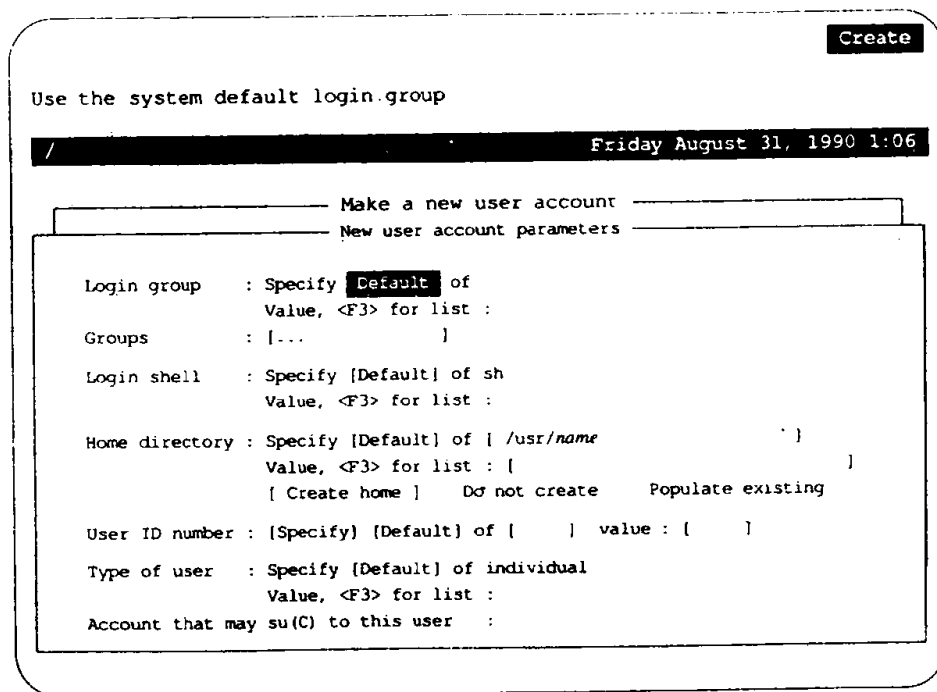 Create
Use the system default login group
/ Friday August 31, 1990 1:06
Make a new user account
New user account parameters
Login group : Specify [Default] of
Value, <F3> for list :
Groups : [... ]
Login shell : Specify [Default] of sh
Value, <F3> for list :
Home directory : Specify [Default] of [ /usr/name ]
Value, <F3> for list : [ ]
[ Create home ] Do not create Populate existing
User ID number : [Specify] [Default] of [ ] value : [ ]
Type of user : Specify [Default] of individual
Value, <F3> for list :
Account that may su(C) to this user :